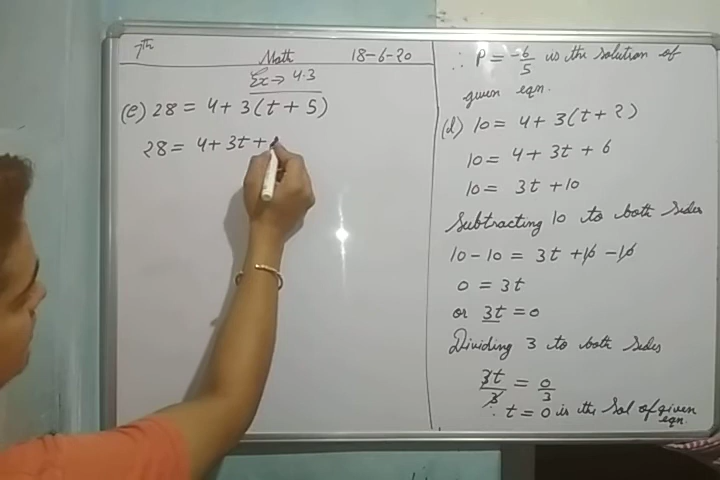 7th Math 18-6-20
Ex → 4.3
(e) 28 = 4 + 3(t + 5)
28 = 4 + 3t +
∴ P = -6/5 is the solution of
given eqn.
(d) 10 = 4 + 3(t + 2)
10 = 4 + 3t + 6
10 = 3t + 10
Subtracting 10 to both sides
10 - 10 = 3t + 10 - 10
0 = 3t
or 3t = 0
Dividing 3 to both sides
3t/3 = 0/3
∴ t = 0 is the Sol of given
eqn.